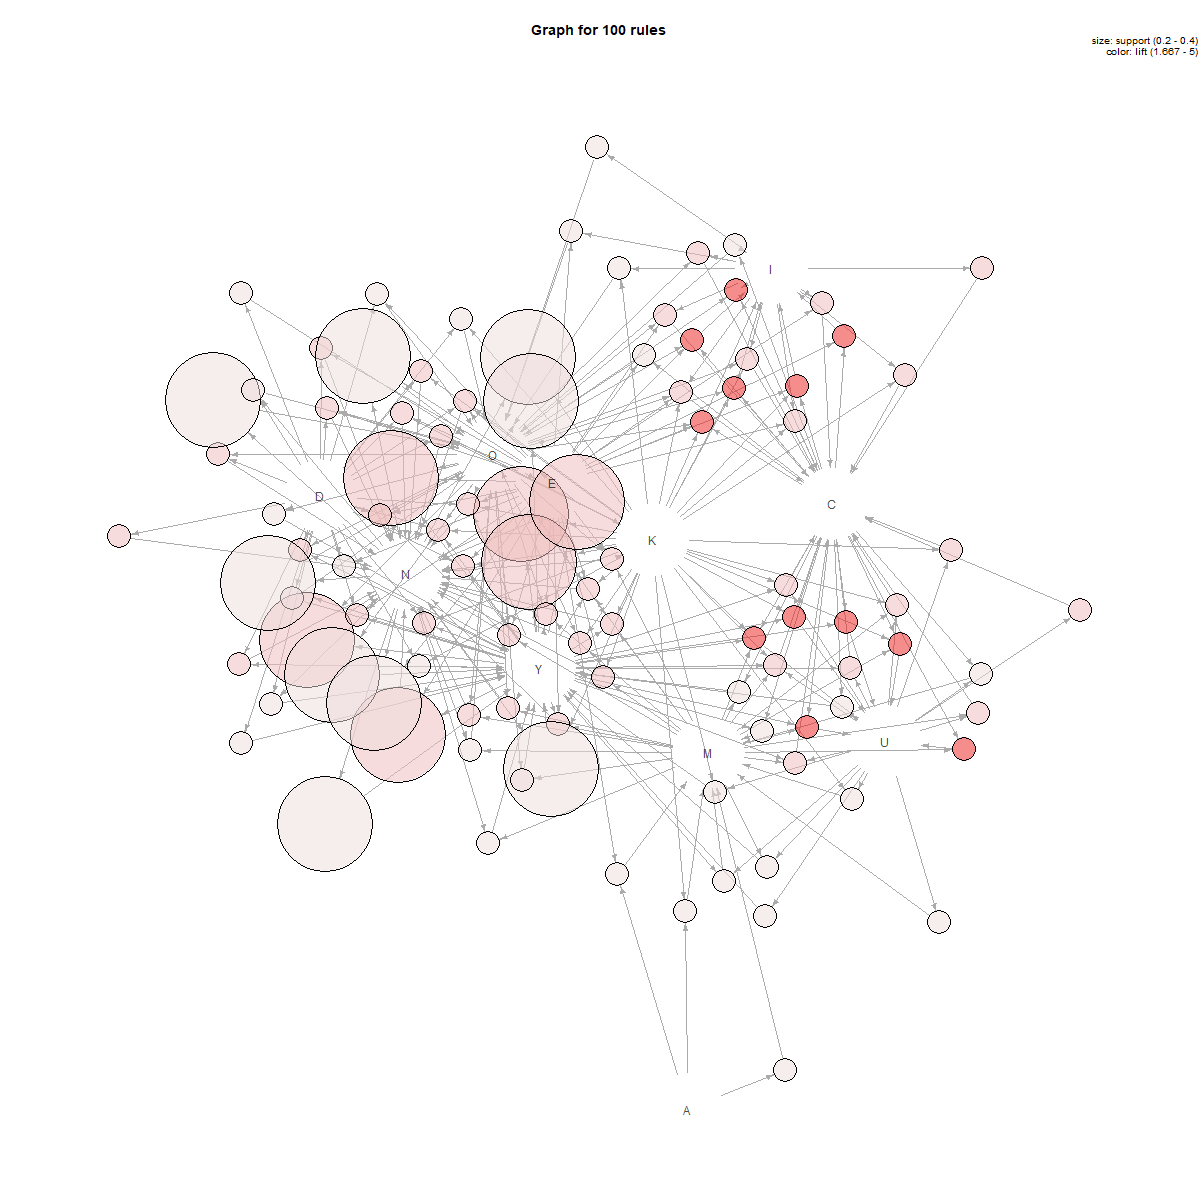 Graph for 100 rules
size: support (0.2 - 0.4)
color: lift (1.667 - 5)
I
O
E
D
C
K
N
Y
U
M
A